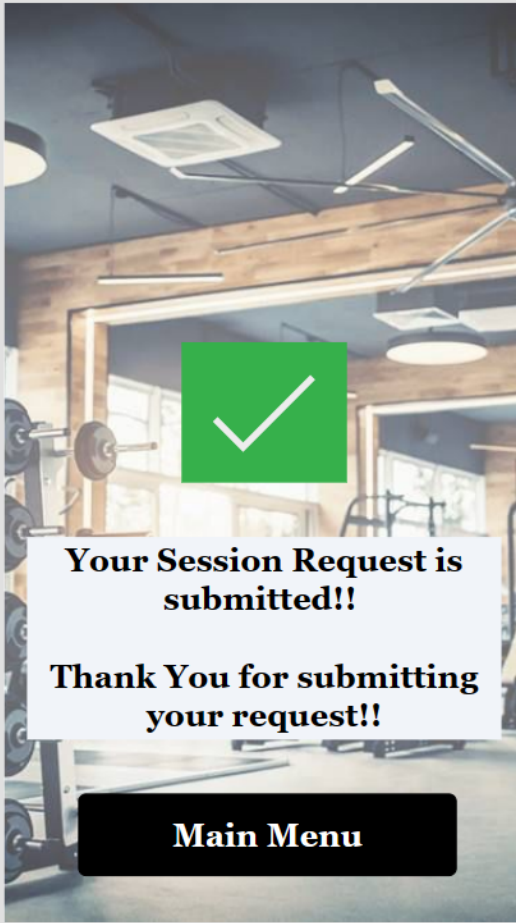 Your Session Request is
submitted!!
Thank You for submitting
your request!!
Main Menu